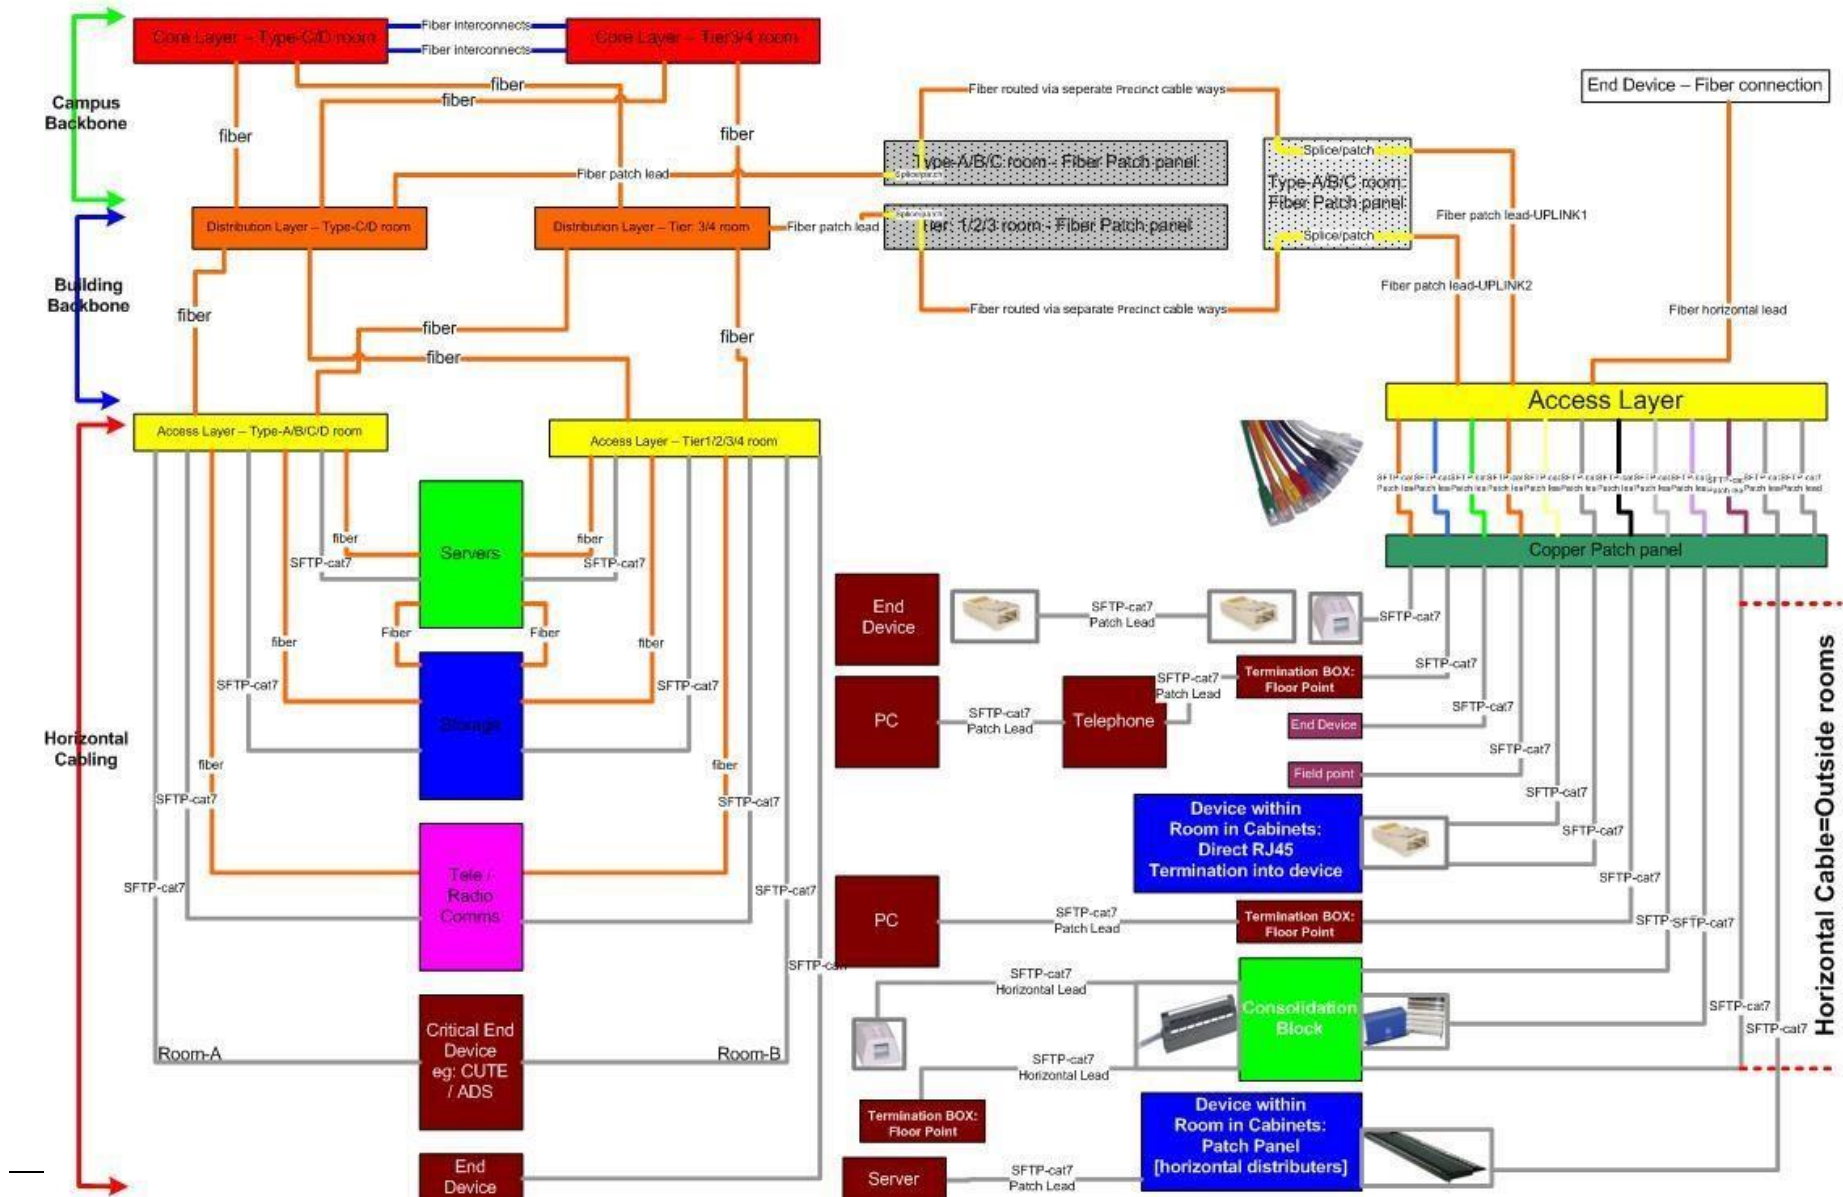 Core Layer – Type-C/D room
Fiber interconnects
Fiber interconnects
Core Layer – Tier3/4 room
fiber
fiber
fiber
fiber
Campus
Backbone
Fiber routed via seperate Precinct cable ways
End Device – Fiber connection
Type-A/B/C room - Fiber Patch panel
Splice/patch
Fiber patch lead
Splice/patch
Type-A/B/C room:
Fiber Patch panel
Splice/patch
Distribution Layer – Type-C/D room
Distribution Layer – Tier: 3/4 room
Fiber patch lead
Splice/patch
Tier: 1/2/3 room - Fiber Patch panel
Fiber patch lead-UPLINK1
Fiber patch lead-UPLINK2
Fiber routed via separate Precinct cable ways
Fiber horizontal lead
Building
Backbone
fiber
fiber
fiber
fiber
Access Layer – Type-A/B/C/D room
Access Layer – Tier1/2/3/4 room
Access Layer
SFTP-cat7
Patch lead
Copper Patch panel
Servers
fiber
SFTP-cat7
fiber
SFTP-cat7
Fiber
Fiber
fiber
fiber
SFTP-cat7
SFTP-cat7
Storage
Horizontal
Cabling
fiber
fiber
SFTP-cat7
SFTP-cat7
Tele /
Radio
Comms
SFTP-cat7
SFTP-cat7
Critical End
Device
eg: CUTE
/ ADS
Room-A
Room-B
End
Device
End
Device
SFTP-cat7
Patch Lead
SFTP-cat7
PC
SFTP-cat7
Patch Lead
Telephone
SFTP-cat7
Patch Lead
Termination BOX:
Floor Point
SFTP-cat7
End Device
SFTP-cat7
Field point
SFTP-cat7
Device within
Room in Cabinets:
Direct RJ45
Termination into device
SFTP-cat7
SFTP-cat7
PC
SFTP-cat7
Patch Lead
Termination BOX:
Floor Point
SFTP-cat7
SFTP-cat7
SFTP-cat7
Horizontal Lead
Consolidation
Block
SFTP-cat7
Horizontal Lead
SFTP-cat7
SFTP-cat7
Termination BOX:
Floor Point
Device within
Room in Cabinets:
Patch Panel
[horizontal distributers]
Server
SFTP-cat7
Patch Lead
Horizontal Cable=Outside rooms